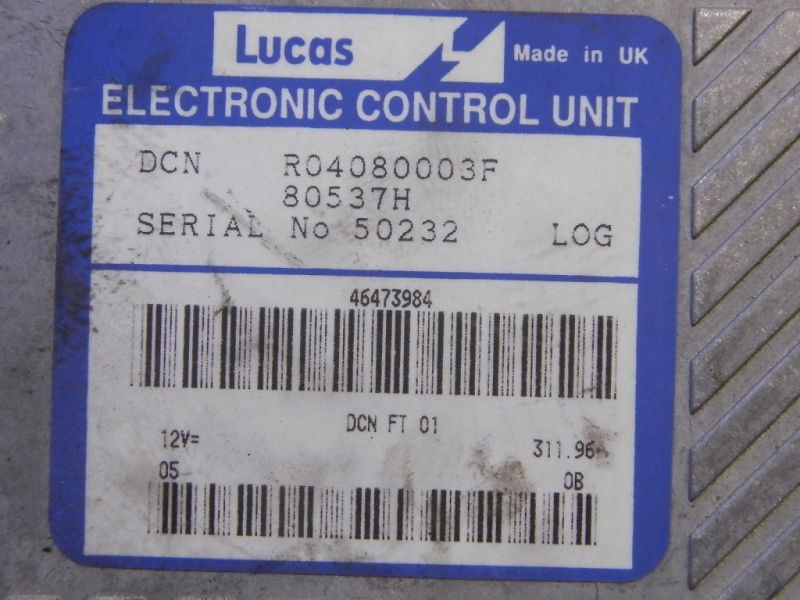 Lucas Made in UK
ELECTRONIC CONTROL UNIT
DCN R04080003F
80537H
SERIAL No 50232 LOG
46473984
DCN FT 01
12V= 311.96
05 0B